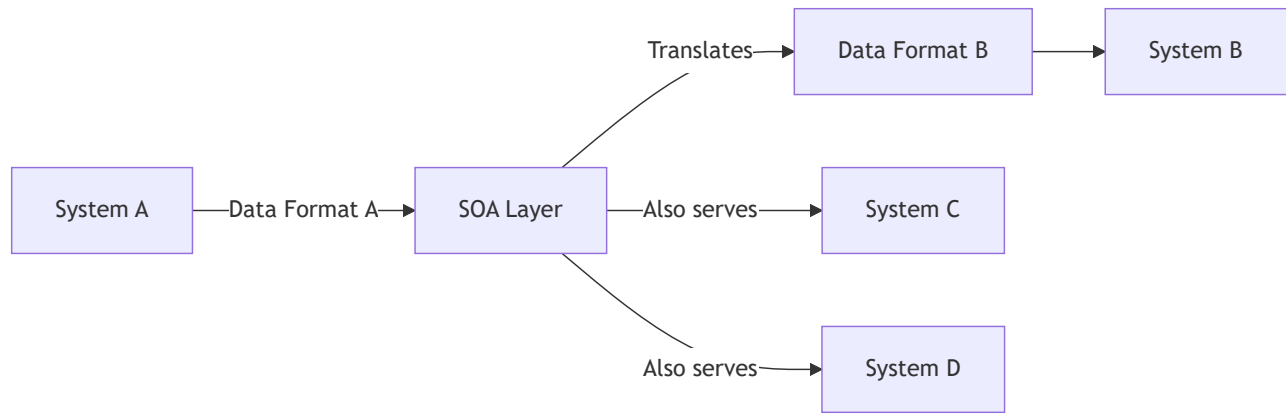 Translates
Data Format B
System B
System A
Data Format A
SOA Layer
Also serves
System C
Also serves
System D